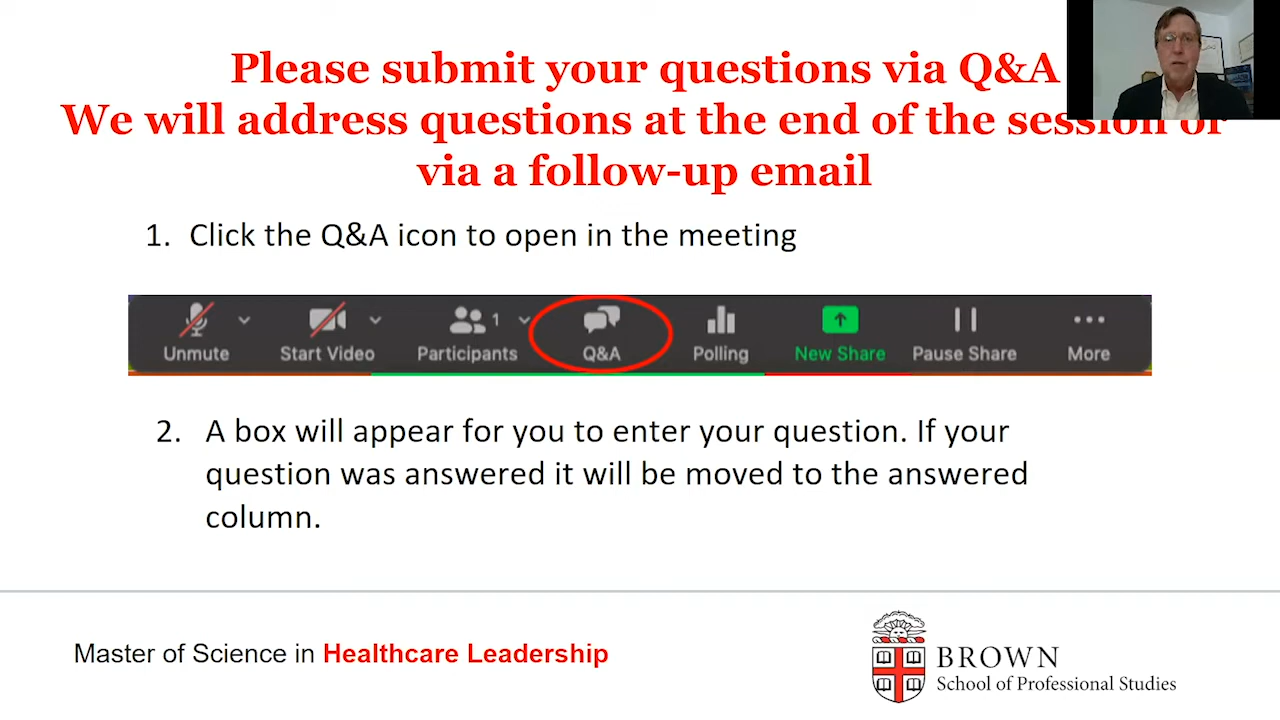 Please submit your questions via Q&A
We will address questions at the end of the session or
via a follow-up email
1. Click the Q&A icon to open in the meeting
Unmute Start Video Participants 1 Q&A Polling New Share Pause Share More
2. A box will appear for you to enter your question. If your
question was answered it will be moved to the answered
column.
Master of Science in Healthcare Leadership
BROWN
School of Professional Studies